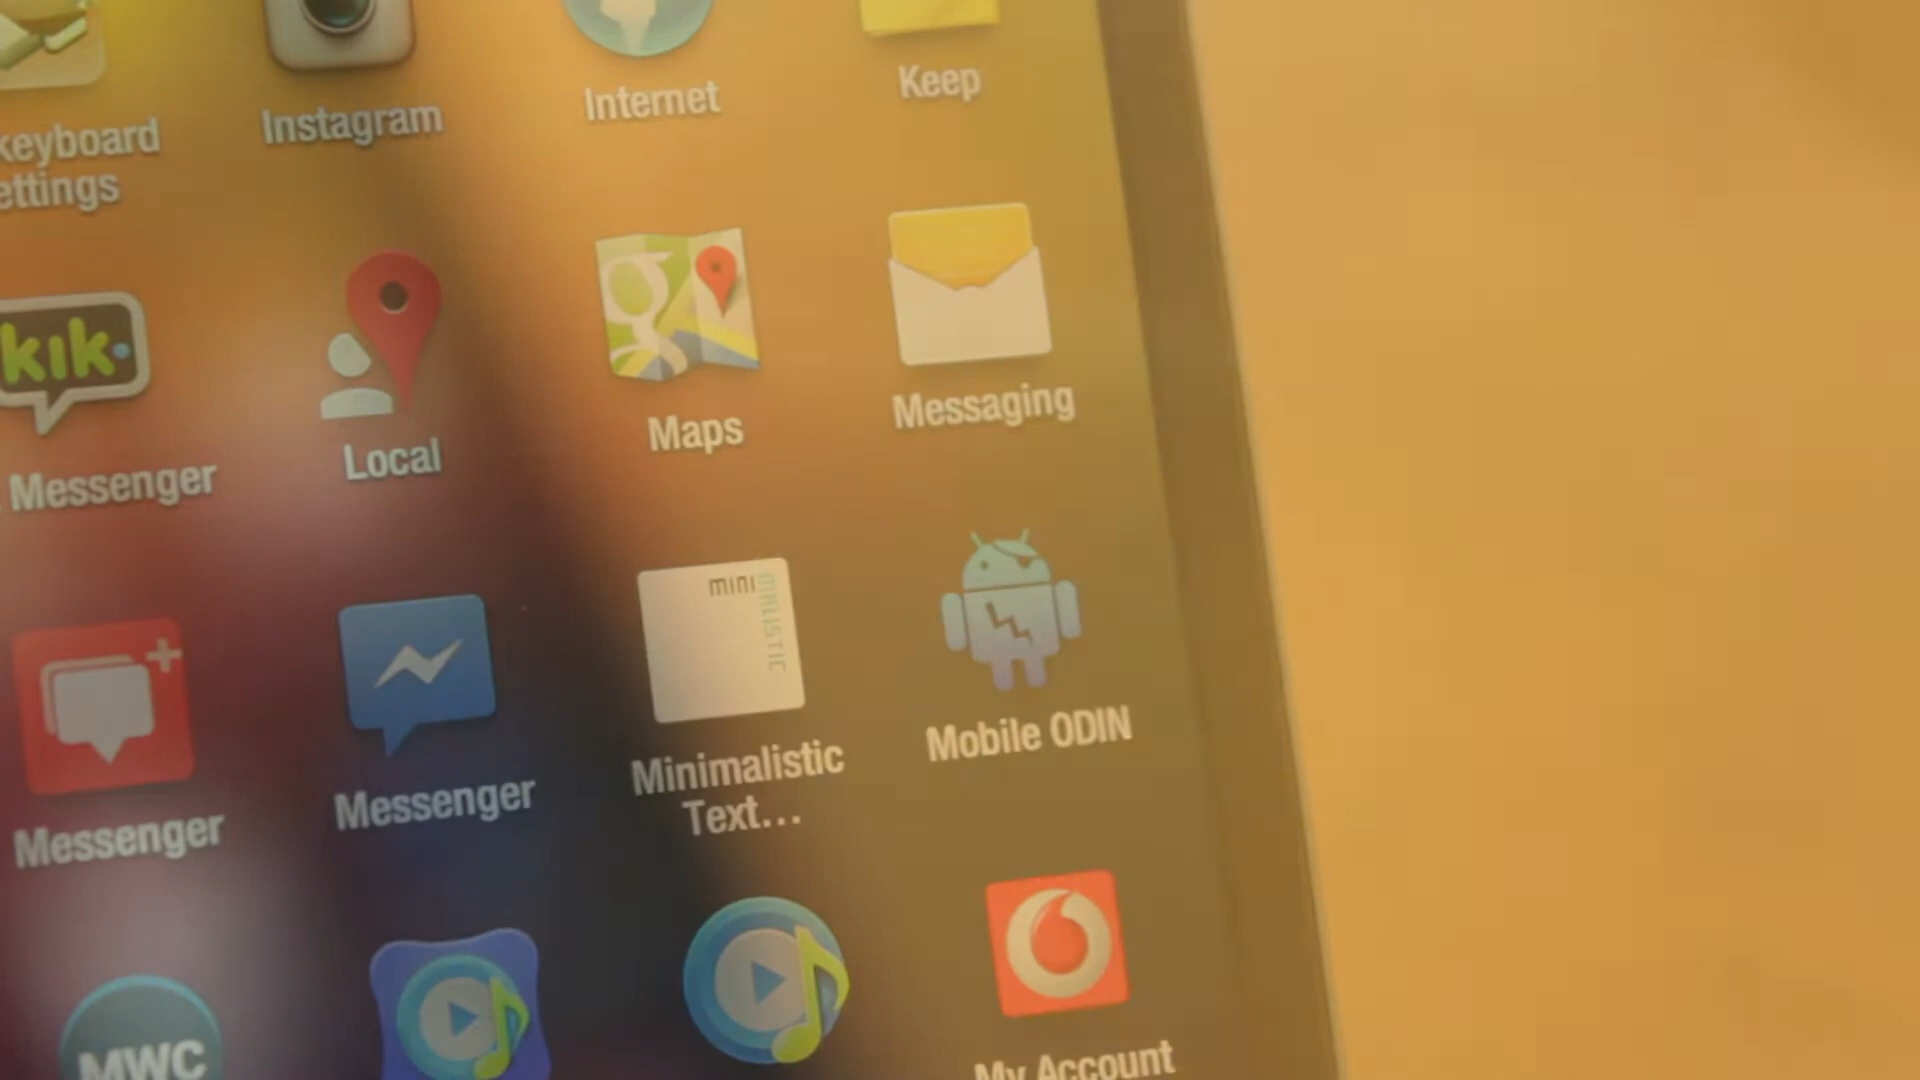 keyboard
ettings
Instagram
Internet
Keep
kik
Messenger
Local
Maps
Messaging
mini
MALISTIC
Messenger
Messenger
Minimalistic
Text...
Mobile ODIN
MWC
My Account